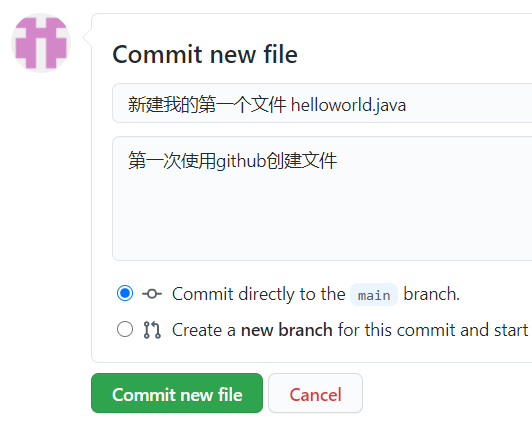 Commit new file
新建我的第一个文件 helloworld.java
第一次使用github创建文件
Commit directly to the main branch.
Create a new branch for this commit and start
Commit new file
Cancel